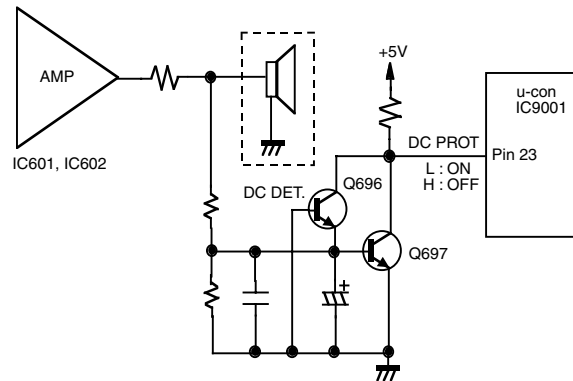 AMP
+5V
u-con
IC9001
IC601, IC602
DC PROT
Pin 23
L : ON
H : OFF
DC DET.
Q696
Q697
+